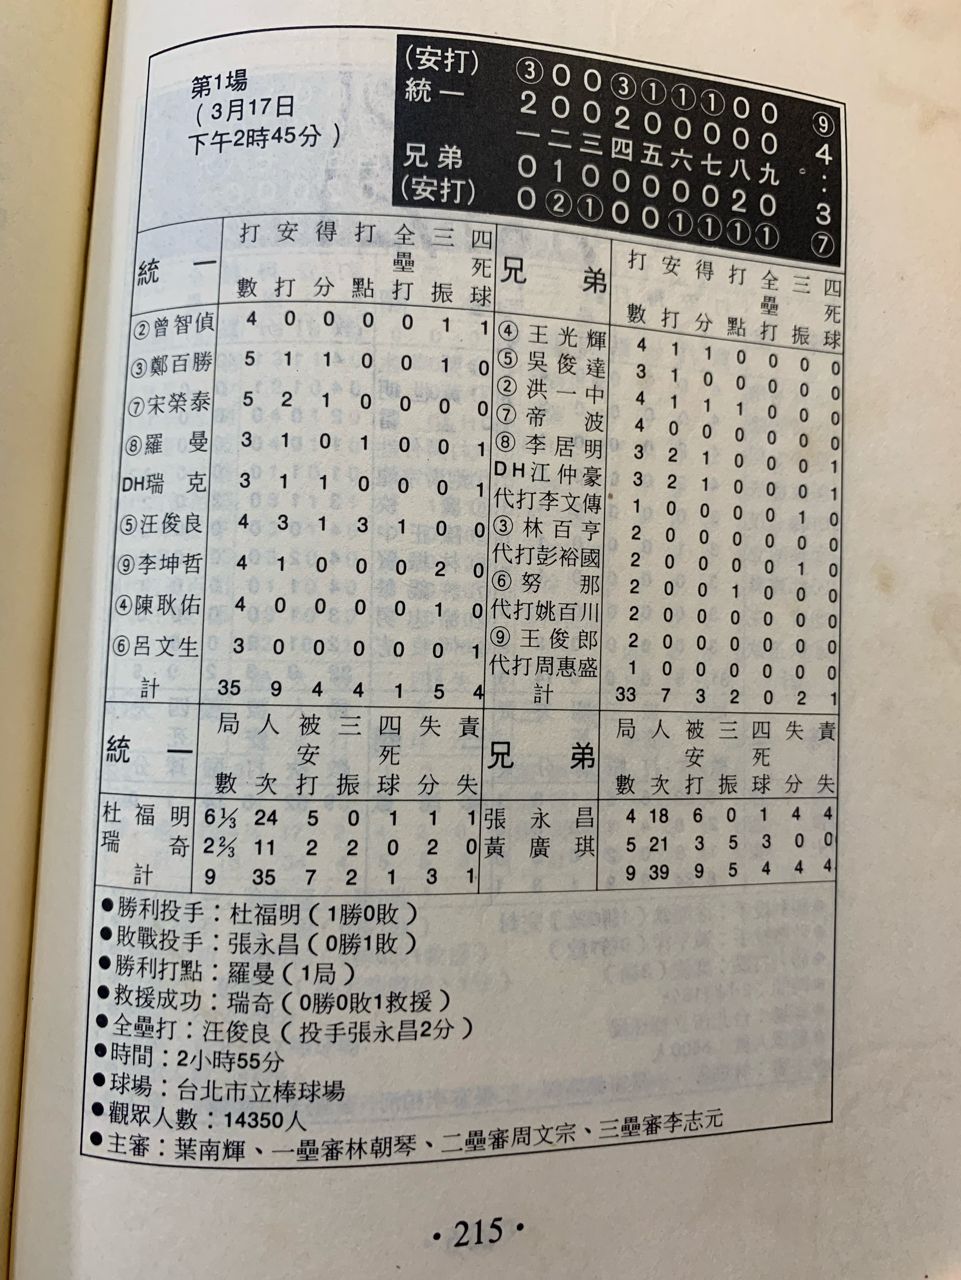 第1場
(3月17日
下午2時45分)
(安打) ③ 0 0 ③ ① ① ① 0 0 ⑨
統一 2 0 0 2 0 0 0 0 0 4
一 二 三 四 五 六 七 八 九 。 :
兄弟 0 1 0 0 0 0 0 2 0 3
(安打) 0 ② ① 0 0 ① ① ① ① ⑦
統一 打數 安打 得分 打點 全壘打 三振 四死球
②曾智偵 4 0 0 0 0 1 1
③鄭百勝 5 1 1 0 0 1 0
⑦宋榮泰 5 2 1 0 0 0 0
⑧羅曼 3 1 0 1 0 0 1
DH瑞克 3 1 1 0 0 0 1
⑤汪俊良 4 3 1 3 1 0 0
⑨李坤哲 4 1 0 0 0 2 0
④陳耿佑 4 0 0 0 0 1 0
⑥呂文生 3 0 0 0 0 0 1
計 35 9 4 4 1 5 4
兄弟 打數 安打 得分 打點 全壘打 三振 四死球
④王光輝 4 1 1 0 0 0 0
⑤吳俊達 3 1 0 0 0 0 0
②洪一中 4 1 1 1 0 0 0
⑦帝波 4 0 0 0 0 0 0
⑧李居明 3 2 1 0 0 0 1
DH江仲豪 3 2 1 0 0 0 1
代打李文傳 1 0 0 0 0 1 0
③林百亨 2 0 0 0 0 0 0
代打彭裕國 2 0 0 0 0 1 0
⑥努那 2 0 0 1 0 0 0
代打姚百川 2 0 0 0 0 0 0
⑨王俊郎 2 0 0 0 0 0 0
代打周惠盛 1 0 0 0 0 0 0
計 33 7 3 2 0 2 1
統一 局數 人次 被安打 三振 四死球 失分 責失
杜福明 6⅓ 24 5 0 1 1 1
瑞奇 2⅔ 11 2 2 0 2 0
計 9 35 7 2 1 3 1
兄弟 局數 人次 被安打 三振 四死球 失分 責失
張永昌 4 18 6 0 1 4 4
黃廣琪 5 21 3 5 3 0 0
9 39 9 5 4 4 4
●勝利投手：杜福明(1勝0敗)
●敗戰投手：張永昌(0勝1敗)
●勝利打點：羅曼(1局)
●救援成功：瑞奇(0勝0敗1救援)
●全壘打：汪俊良(投手張永昌2分)
●時間：2小時55分
●球場：台北市立棒球場
●觀眾人數：14350人
●主審：葉南輝、一壘審林朝琴、二壘審周文宗、三壘審李志元
·215·